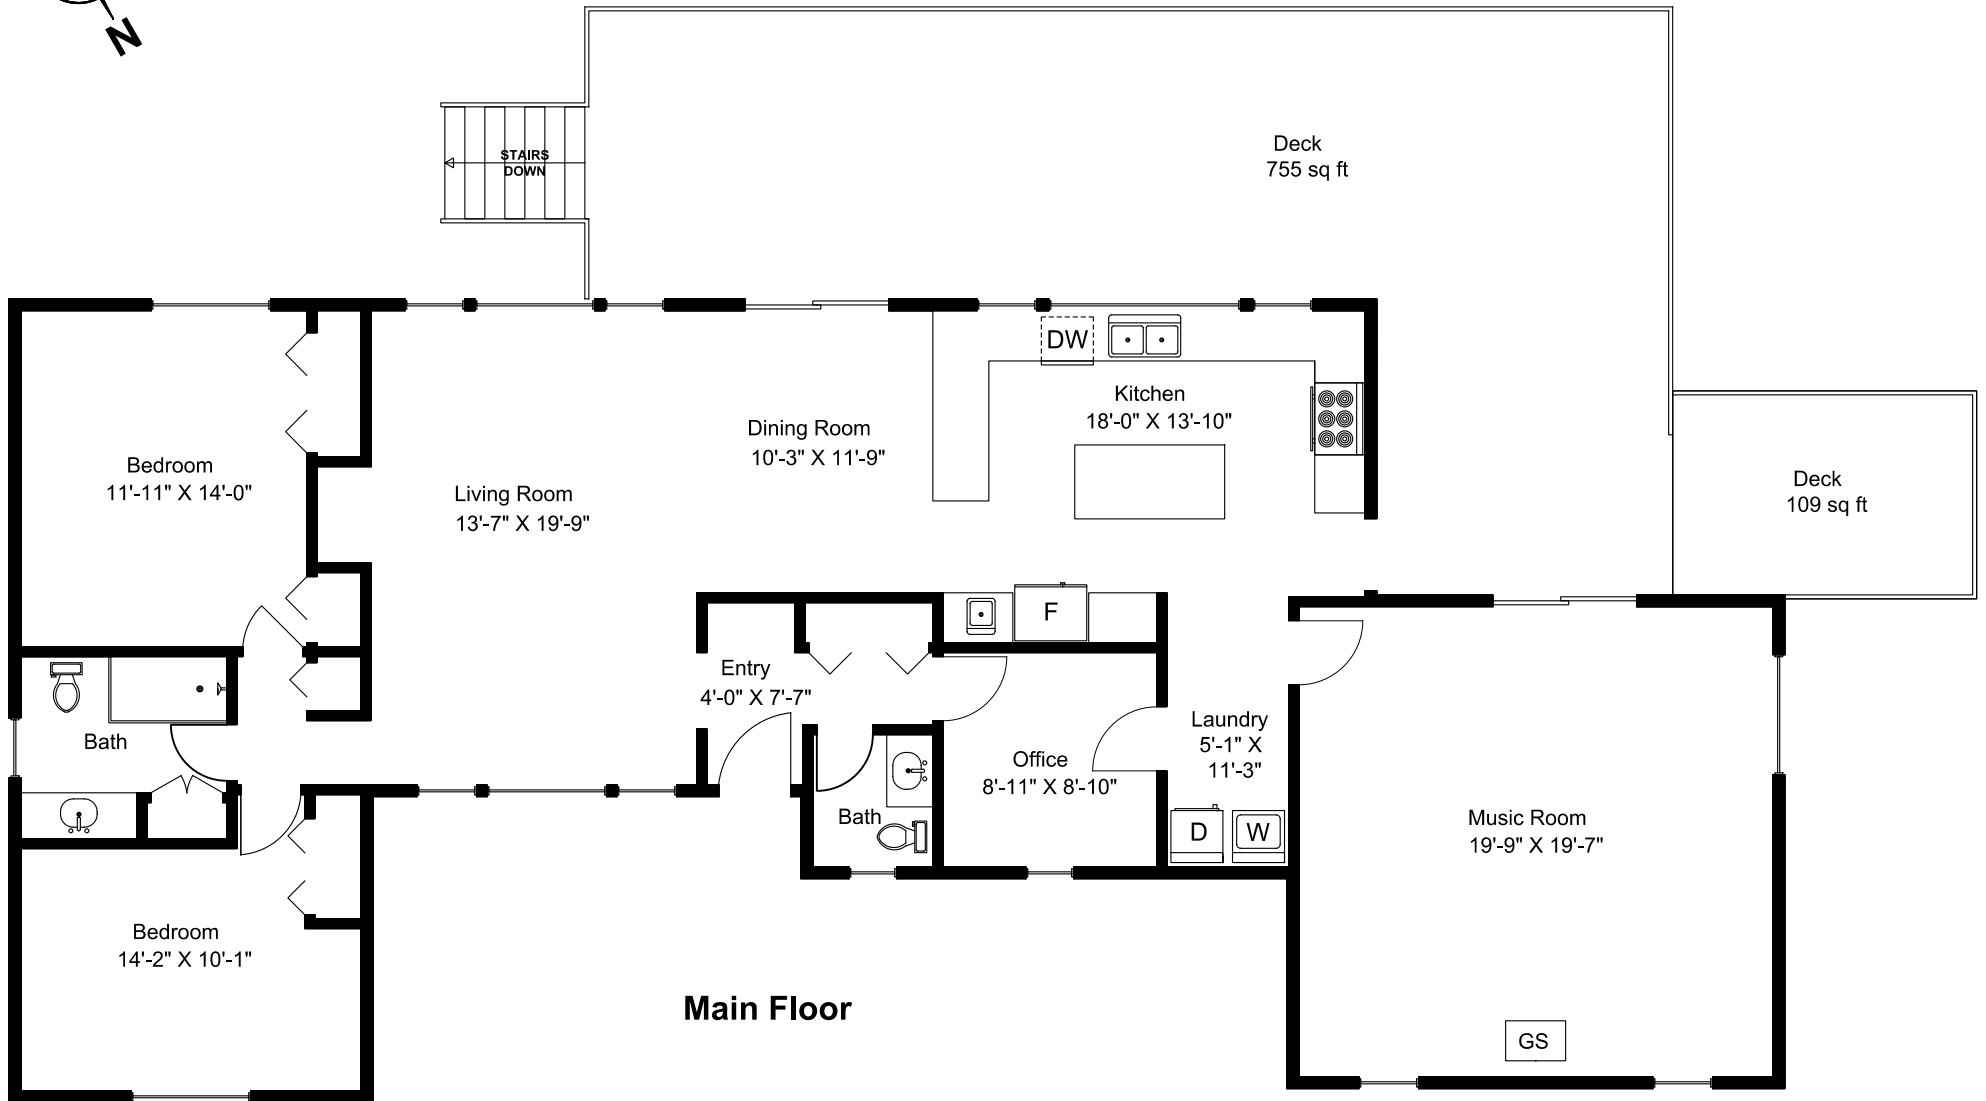 N
Deck
755 sq ft
STAIRS
DOWN
DW
Kitchen
18'-0" X 13'-10"
Dining Room
10'-3" X 11'-9"
Bedroom
11'-11" X 14'-0"
Living Room
13'-7" X 19'-9"
Deck
109 sq ft
F
Entry
4'-0" X 7'-7"
Bath
Laundry
5'-1" X
11'-3"
Office
8'-11" X 8'-10"
Bath
D
W
Music Room
19'-9" X 19'-7"
Bedroom
14'-2" X 10'-1"
Main Floor
GS